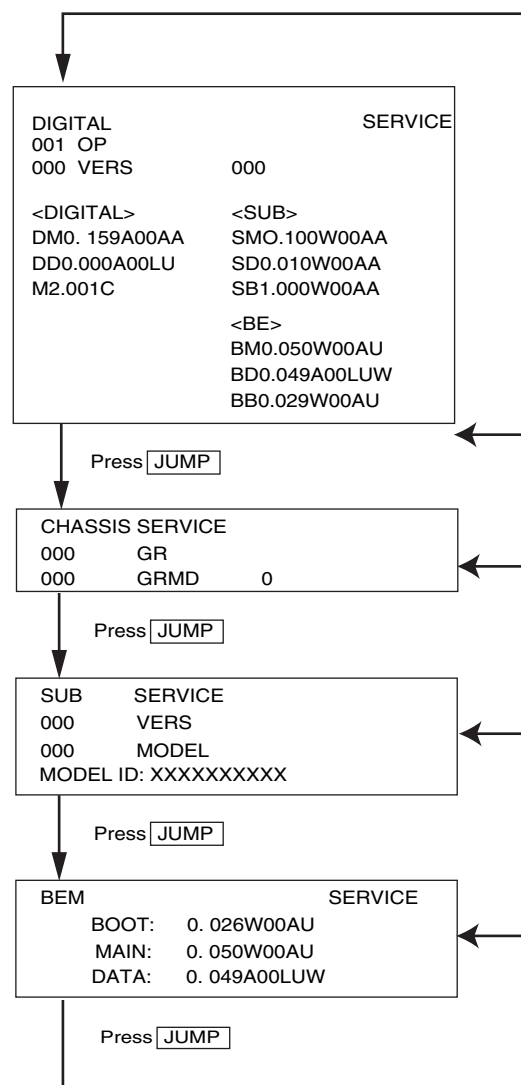 DIGITAL SERVICE
001 OP
000 VERS 000
<DIGITAL> <SUB>
DM0. 159A00AA SMO.100W00AA
DD0.000A00LU SD0.010W00AA
M2.001C SB1.000W00AA
<BE>
BM0.050W00AU
BD0.049A00LUW
BB0.029W00AU
Press JUMP
CHASSIS SERVICE
000 GR
000 GRMD 0
Press JUMP
SUB SERVICE
000 VERS
000 MODEL
MODEL ID: XXXXXXXXXX
Press JUMP
BEM SERVICE
BOOT: 0. 026W00AU
MAIN: 0. 050W00AU
DATA: 0. 049A00LUW
Press JUMP